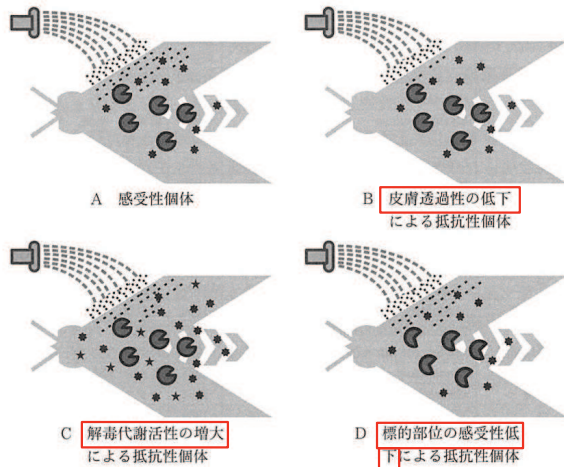 A 感受性個体
B 皮膚透過性の低下
による抵抗性個体
C 解毒代謝活性の増大
による抵抗性個体
D 標的部位の感受性低
下による抵抗性個体